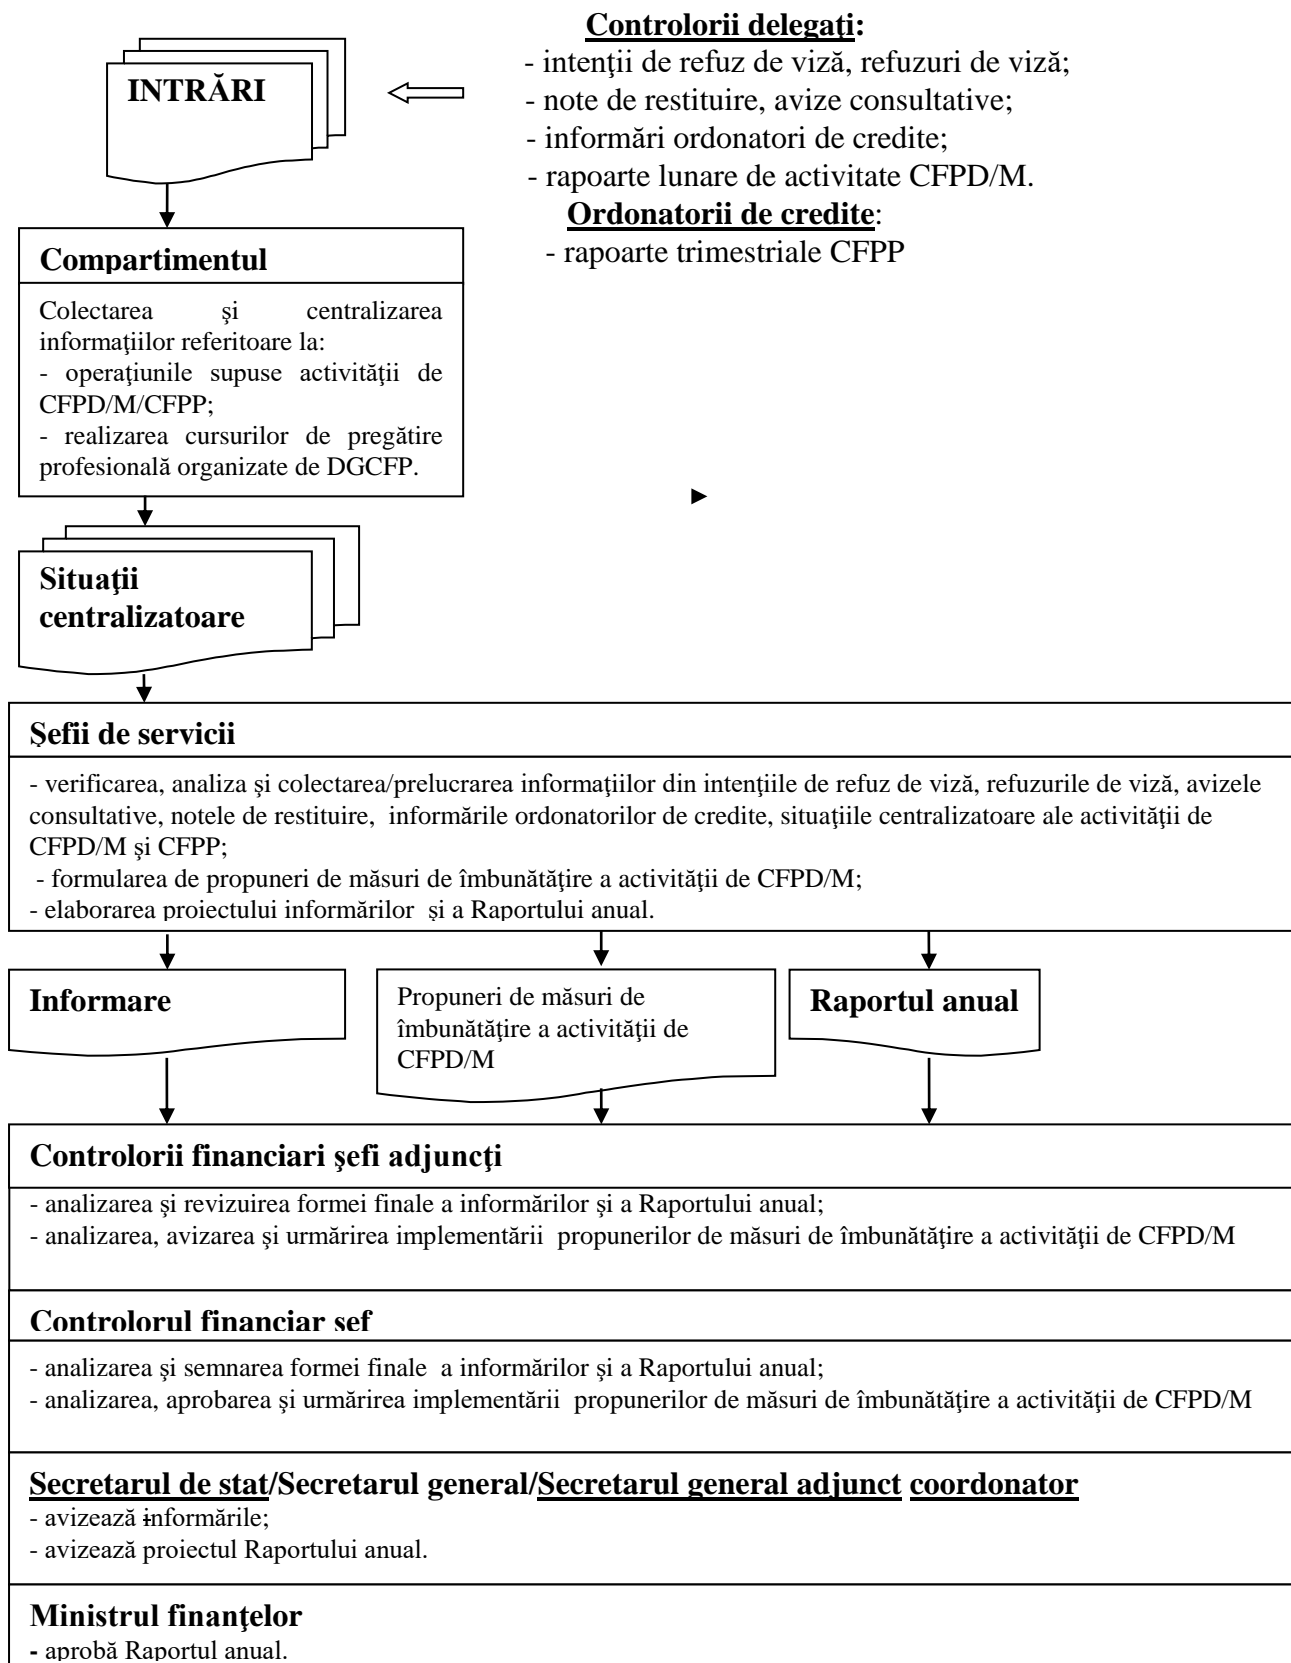 Controlorii delegaţi:
INTRĂRI
- intenţii de refuz de viză, refuzuri de viză;
- note de restituire, avize consultative;
- informări ordonatori de credite;
- rapoarte lunare de activitate CFPD/M.
Ordonatorii de credite:
- rapoarte trimestriale CFPP
Compartimentul
Colectarea şi centralizarea
informaţiilor referitoare la:
- operaţiunile supuse activităţii de
CFPD/M/CFPP;
- realizarea cursurilor de pregătire
profesională organizate de DGCFP.
Situaţii
centralizatoare
Şefii de servicii
- verificarea, analiza şi colectarea/prelucrarea informaţiilor din intenţiile de refuz de viză, refuzurile de viză, avizele
consultative, notele de restituire, informările ordonatorilor de credite, situaţiile centralizatoare ale activităţii de
CFPD/M şi CFPP;
- formularea de propuneri de măsuri de îmbunătăţire a activităţii de CFPD/M;
- elaborarea proiectului informărilor şi a Raportului anual.
Informare
Propuneri de măsuri de
îmbunătăţire a activităţii de
CFPD/M
Raportul anual
Controlorii financiari şefi adjuncţi
- analizarea şi revizuirea formei finale a informărilor şi a Raportului anual;
- analizarea, avizarea şi urmărirea implementării propunerilor de măsuri de îmbunătăţire a activităţii de CFPD/M
Controlorul financiar sef
- analizarea şi semnarea formei finale a informărilor şi a Raportului anual;
- analizarea, aprobarea şi urmărirea implementării propunerilor de măsuri de îmbunătăţire a activităţii de CFPD/M
Secretarul de stat/Secretarul general/Secretarul general adjunct coordonator
- avizează informările;
- avizează proiectul Raportului anual.
Ministrul finanţelor
- aprobă Raportul anual.